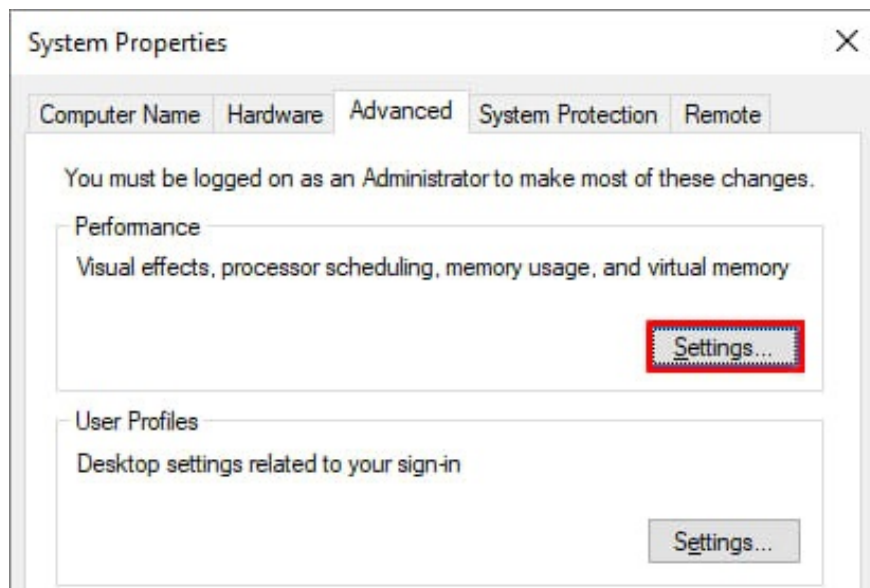 System Properties
Computer Name Hardware Advanced System Protection Remote
You must be logged on as an Administrator to make most of these changes.
Performance
Visual effects, processor scheduling, memory usage, and virtual memory
Settings...
User Profiles
Desktop settings related to your sign-in
Settings...